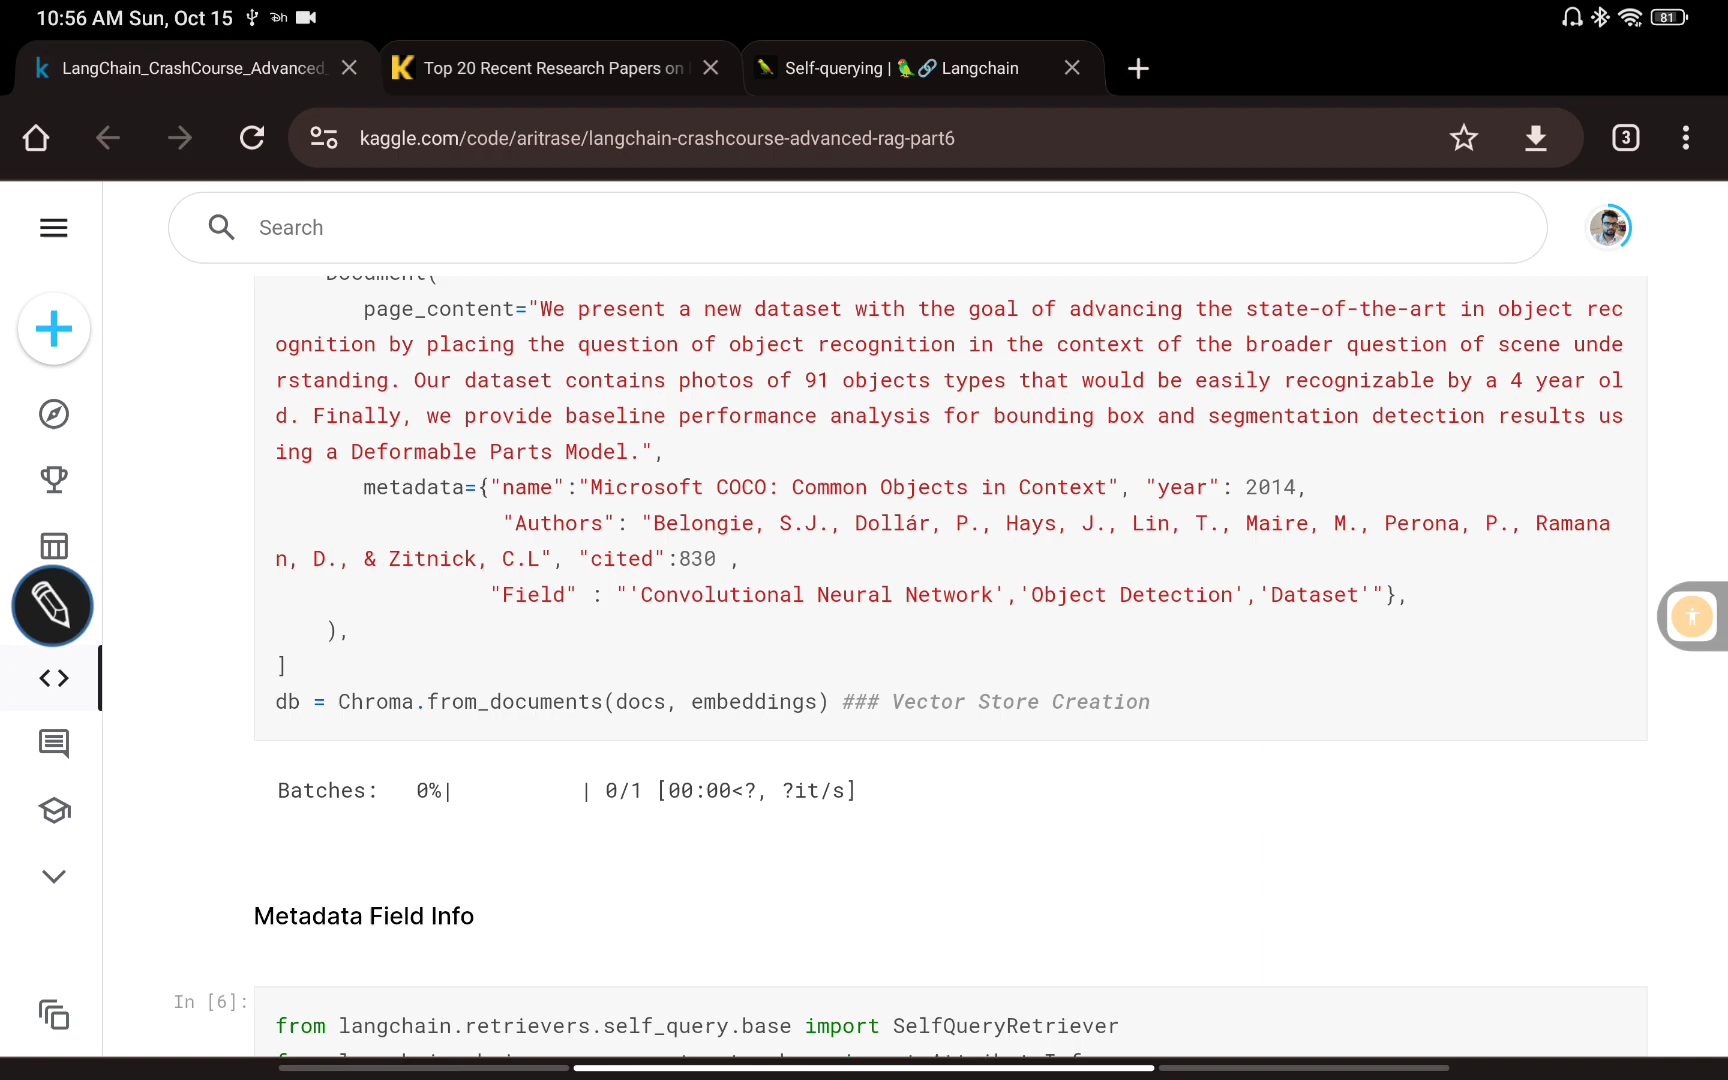 10:56 AM Sun, Oct 15
81
LangChain_CrashCourse_Advanced_
Top 20 Recent Research Papers on
Self-querying | 🦜🔗 Langchain
kaggle.com/code/aritrase/langchain-crashcourse-advanced-rag-part6
3
Search
Document(
page_content="We present a new dataset with the goal of advancing the state-of-the-art in object rec
ognition by placing the question of object recognition in the context of the broader question of scene unde
rstanding. Our dataset contains photos of 91 objects types that would be easily recognizable by a 4 year ol
d. Finally, we provide baseline performance analysis for bounding box and segmentation detection results us
ing a Deformable Parts Model.",
metadata={"name":"Microsoft COCO: Common Objects in Context", "year": 2014,
"Authors": "Belongie, S.J., Dollár, P., Hays, J., Lin, T., Maire, M., Perona, P., Ramana
n, D., & Zitnick, C.L", "cited":830 ,
"Field" : "'Convolutional Neural Network','Object Detection','Dataset'"},
),
]
db = Chroma.from_documents(docs, embeddings) ### Vector Store Creation
Batches: 0%| | 0/1 [00:00<?, ?it/s]
Metadata Field Info
In [6]:
from langchain.retrievers.self_query.base import SelfQueryRetriever